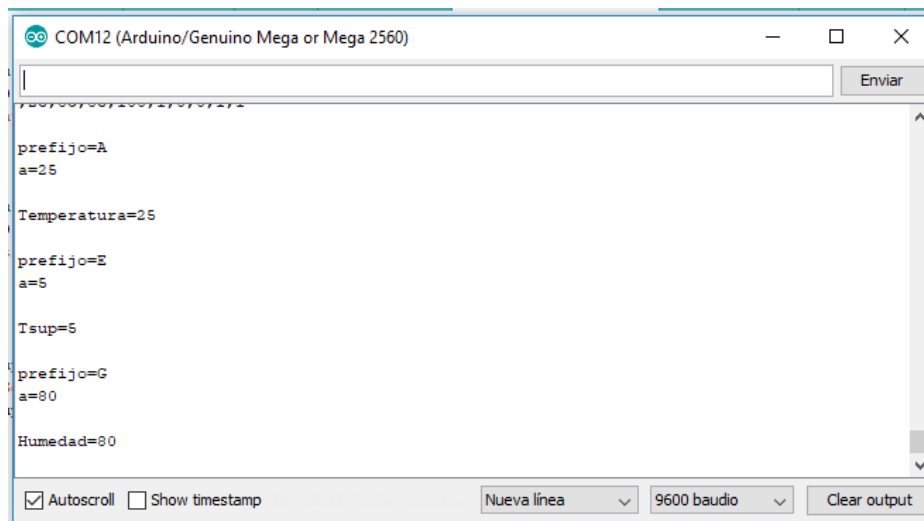 COM12 (Arduino/Genuino Mega or Mega 2560)
Enviar
prefijo=A
a=25
Temperatura=25
prefijo=E
a=5
Tsup=5
prefijo=G
a=80
Humedad=80
Autoscroll Show timestamp Nueva línea 9600 baudio Clear output